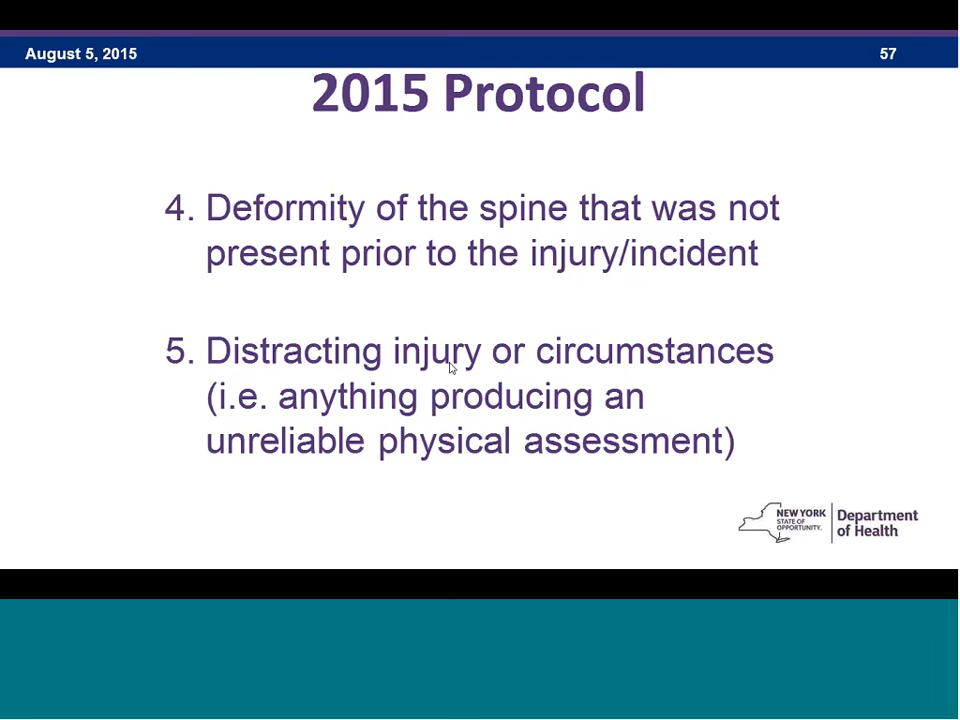 August 5, 2015
57
2015 Protocol
4. Deformity of the spine that was not
present prior to the injury/incident
5. Distracting injury or circumstances
(i.e. anything producing an
unreliable physical assessment)
NEW YORK
STATE OF
OPPORTUNITY.
Department
of Health